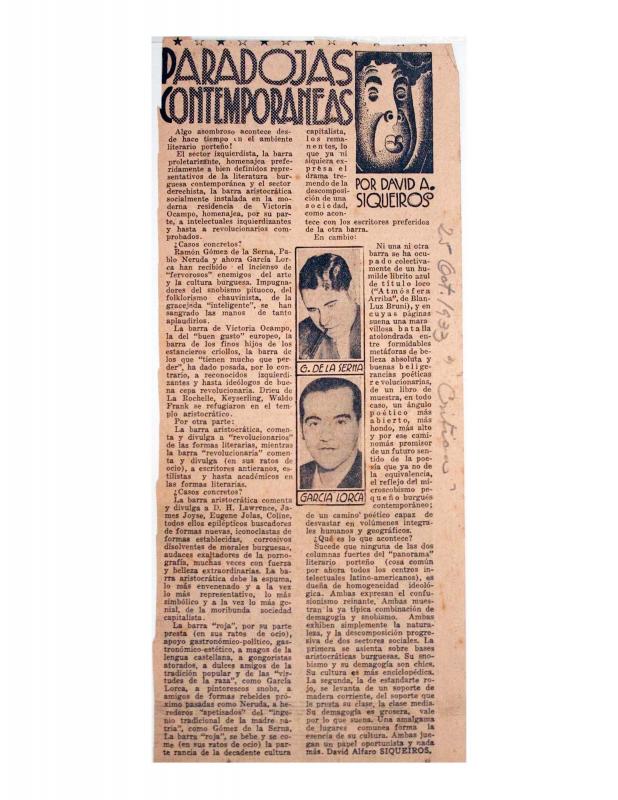 PARADOJAS
CONTEMPORANEAS
POR DAVID A.
SIQUEIROS
Algo asombroso acontece des-
de hace tiempo en el ambiente
literario porteño!
El sector izquierdista, la barra
proletarizante, homenajea prefe-
ridamente a bien definidos repre-
sentativos de la literatura bur-
guesa contemporánea y el sector
derechista, la barra aristocrática
socialmente instalada en la mo-
derna residencia de Victoria
Ocampo, homenajea, por su par-
te, a intelectuales izquierdizantes
y hasta a revolucionarios com-
probados.
¿Casos concretos?
Ramón Gómez de la Serna, Pa-
blo Neruda y ahora García Lor-
ca han recibido el incienso de
"fervorosos" enemigos del arte
y la cultura burguesa. Impugna-
dores del snobismo pituco, del
folklorismo chauvinista, de la
gracejeda "inteligente", se han
sangrado las manos de tanto
aplaudirlos.
La barra de Victoria Ocampo,
la del "buen gusto" europeo, la
barra de los finos hijos de los
estancieros criollos, la barra de
los que "tienen mucho que per-
der", ha dado posada, por lo con-
trario, a reconocidos izquierdi-
zantes y hasta ideólogos de bue-
na cepa revolucionaria. Drieu de
La Rochelle, Keyserling, Waldo
Frank se refugiaron en el tem-
plo aristocrático.
Por otra parte:
La barra aristocrática, comen-
ta y divulga a "revolucionarios"
de las formas literarias, mientras
la barra "revolucionaria" comen-
ta y divulga (en sus ratos de
ocio), a escritores antieranos, es-
tilistas y hasta académicos en
las formas literarias.
¿Casos concretos?
La barra aristocrática comenta
y divulga a D. H. Lawrence, Ja-
mes Joyse, Eugene Jolas, Coline,
todos ellos epilépticos buscadores
de formas nuevas, iconoclastas de
formas establecidas, corrosivos
disolventes de morales burguesas,
audaces exaltadores de la porno-
grafía, muchas veces con fuerza
y belleza extraordinarias. La ba-
rra aristocrática debe la espuma,
lo más envenenado y a la vez
lo más representativo, lo más
simbólico y a la vez lo más ge-
nial, de la moribunda sociedad
capitalista.
La barra "roja", por su parte
presta (en sus ratos de ocio),
apoyo gastronómico-político, gas-
tronómico-estético, a magos de la
lengua castellana, a gongoristas
atorados, a dulces amigos de la
tradición popular y de las "vir-
tudes de la raza", como García
Lorca, a pintorescos snobs, a
amigos de formas rebeldes pró-
ximo pasadas como Neruda, a he-
rederos "apetisados" del "inge-
nio tradicional de la madre pa-
tria", como Gómez de la Serna.
La barra "roja", se bebe y se co-
me (en sus ratos de ocio) la par-
te rancia de la decadente cultura
capitalista,
los rema-
nentes, lo
que ya ni
siquiera ex-
presa el
drama tre-
mendo de la
descomposi-
ción de una
sociedad,
como acon-
tece con los escritores preferidos
de la otra barra.
En cambio:
Ni una ni otra
barra se ha ocu-
pado colectiva-
mente de un hu-
milde librito azul
de título loco
("Atmósfera
Arriba", de Blan-
Luz Bruni), y en
cuyas páginas
suena una mara-
villosa batalla
atolondrada en-
tre formidables
metáforas de be-
lleza absoluta y
buenas belige-
rancias poéticas
revolucionarias,
de un libro de
muestra, en todo
caso, un ángulo
poético más
abierto, más
hondo, más alto
y por ese cami-
nomás promisor
de un futuro sen-
tido de la poe-
sía que ya no de
la equivalencia,
el reflejo del mi-
croscobismo pe-
queño burgués
contemporáneo;
de un camino poético capaz de
desvastar en volúmenes integra-
les humanos y geográficos.
¿Qué es lo que acontece?
Sucede que ninguna de las dos
columnas fuertes del "panorama"
literario porteño (cosa común
por ahora todos los centros in-
telectuales latino-americanos), es
dueña de homogeneidad ideoló-
gica. Ambas expresan el confu-
sionismo reinante. Ambas mues-
tran la ya típica combinación de
demagogía y snobismo. Ambas
exhiben simplemente la natura-
leza, y la descomposición progre-
siva de dos sectores sociales. La
primera se asienta sobre bases
aristocráticas burguesas. Su sno-
bismo y su demagogia son chics.
Su cultura es más enciclopédica.
La segunda, la de estandarte ro-
jo, se levanta de un soporte de
madera corriente, del soporte que
le presta su clase, la clase media.
Su demagogia es grosera, vale
por lo que suena. Una amalgama
de lugares comunes forma la
esencia de su cultura. Ambas jue-
gan un papel oportunista y nada
más. David Alfaro SIQUEIROS.
G. DE LA SERNA
GARCIA LORCA
25 Oct. 1933